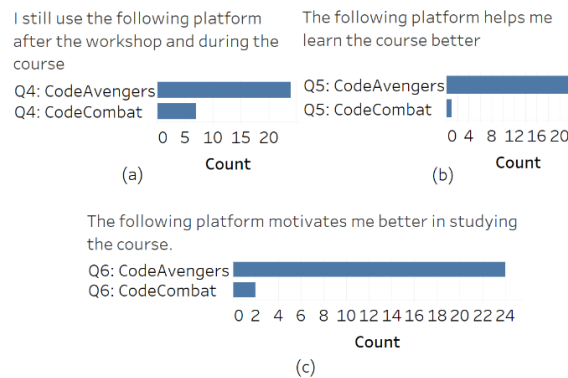 I still use the following platform
after the workshop and during the
course
Q4: CodeAvengers
Q4: CodeCombat
0 5 10 15 20
Count
(a)
The following platform helps me
learn the course better
Q5: CodeAvengers
Q5: CodeCombat
0 4 8 12 16 20
Count
(b)
The following platform motivates me better in studying
the course.
Q6: CodeAvengers
Q6: CodeCombat
0 2 4 6 8 10 12 14 16 18 20 22 24
Count
(c)